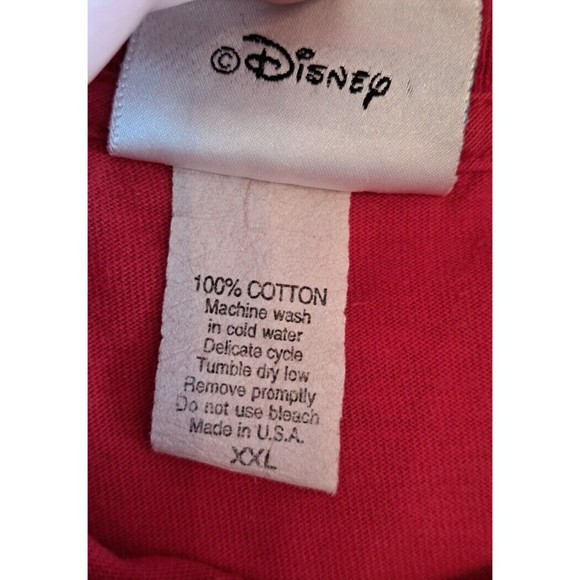 © Disney
100% COTTON
Machine wash
in cold water
Delicate cycle
Tumble dry low
Remove promptly
Do not use bleach
Made in U.S.A.
XXL